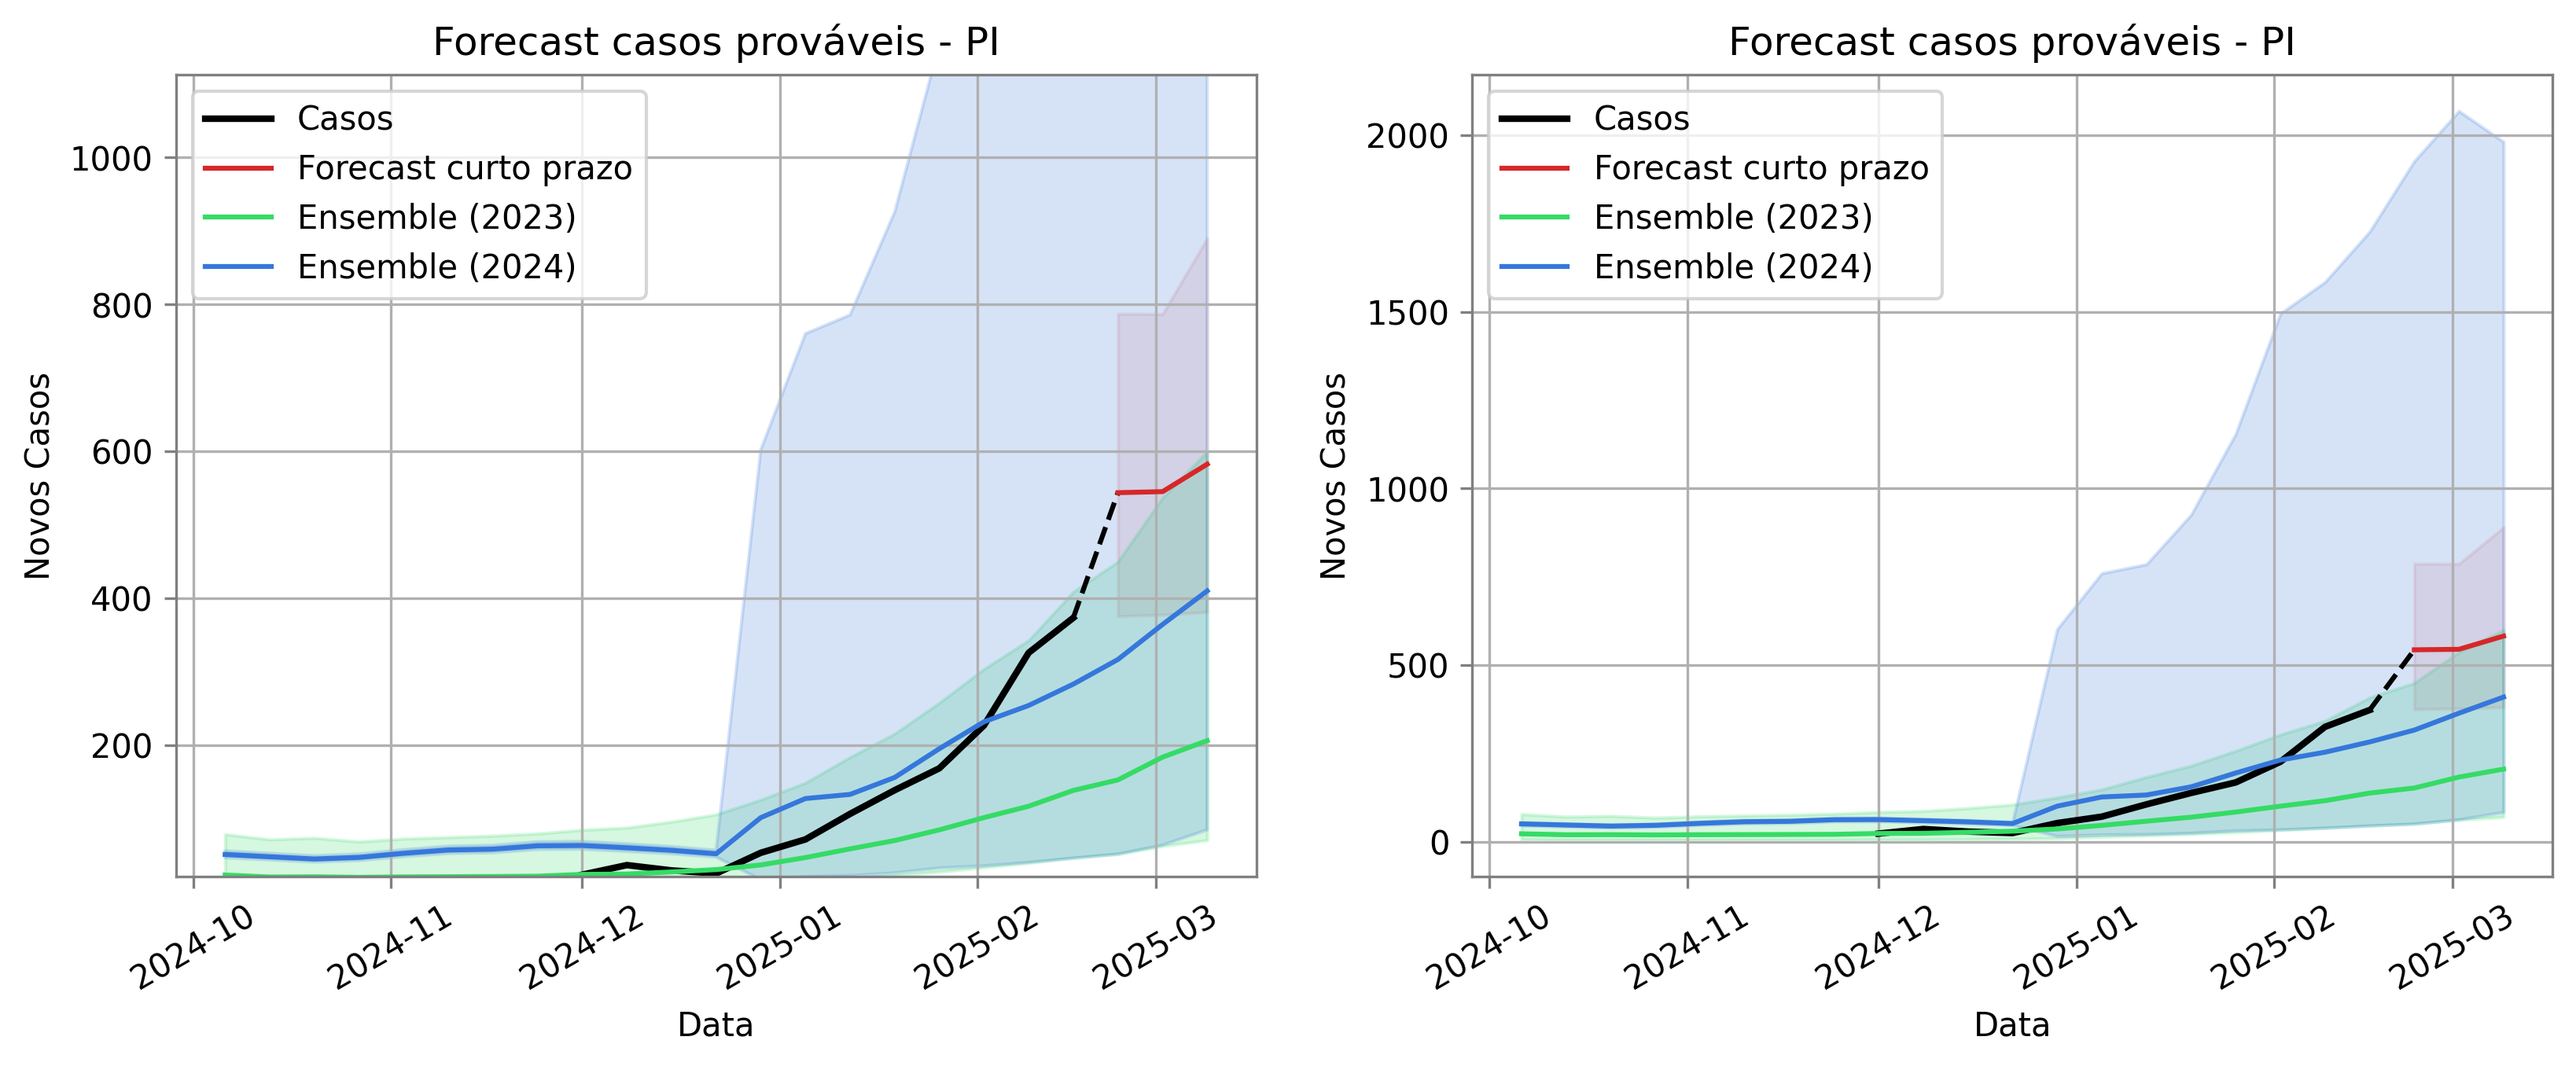 Forecast casos prováveis - PI
Casos
Forecast curto prazo
Ensemble (2023)
Ensemble (2024)
1000
800
600
400
200
Novos Casos
2024-10
2024-11
2024-12
2025-01
2025-02
2025-03
Data
Forecast casos prováveis - PI
Casos
Forecast curto prazo
Ensemble (2023)
Ensemble (2024)
2000
1500
1000
500
0
Novos Casos
2024-10
2024-11
2024-12
2025-01
2025-02
2025-03
Data